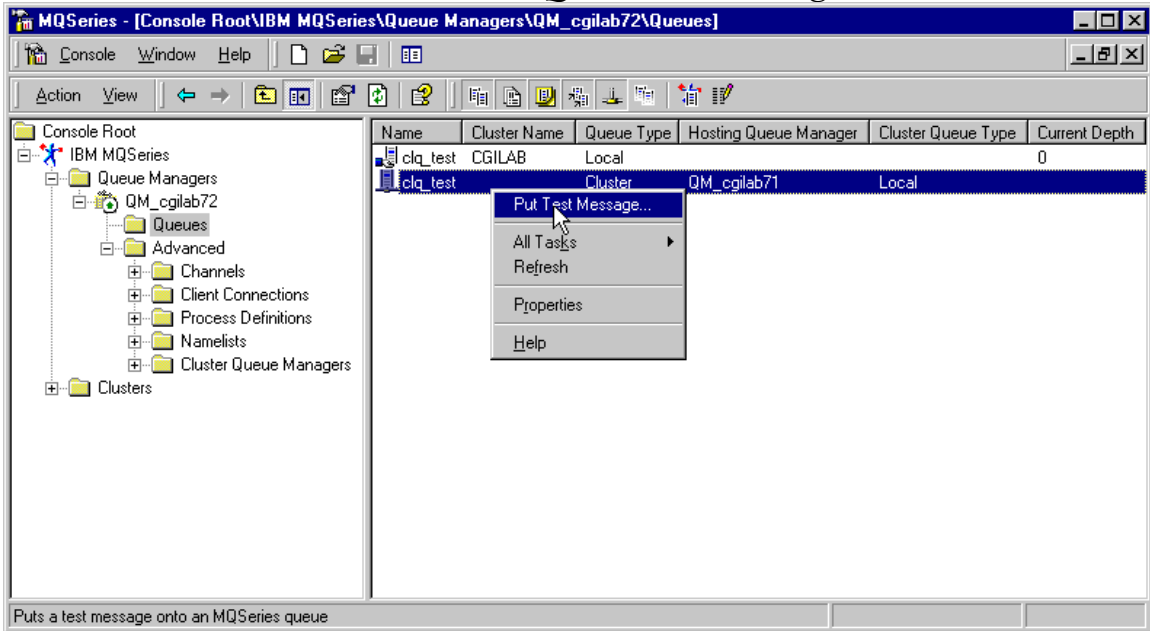 MQSeries - [Console Root\IBM MQSeries\Queue Managers\QM_cgilab72\Queues]
Console Window Help
Action View
Console Root
IBM MQSeries
Queue Managers
QM_cgilab72
Queues
Advanced
Channels
Client Connections
Process Definitions
Namelists
Cluster Queue Managers
Clusters
Name Cluster Name Queue Type Hosting Queue Manager Cluster Queue Type Current Depth
clq_test CGILAB Local 0
clq_test Cluster QM_cgilab71 Local
Put Test Message...
All Tasks
Refresh
Properties
Help
Puts a test message onto an MQSeries queue